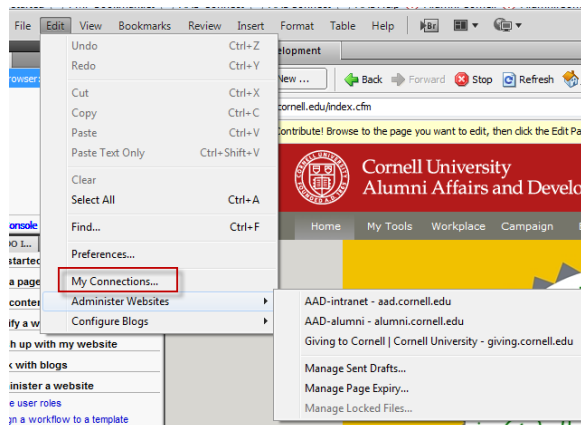 File Edit View Bookmarks Review Insert Format Table Help
Undo Ctrl+Z
Redo Ctrl+Y
Cut Ctrl+X
Copy Ctrl+C
Paste Ctrl+V
Paste Text Only Ctrl+Shift+V
Clear
Select All Ctrl+A
Find... Ctrl+F
Preferences...
My Connections...
Administer Websites
Configure Blogs
AAD-intranet - aad.cornell.edu
AAD-alumni - alumni.cornell.edu
Giving to Cornell | Cornell University - giving.cornell.edu
Manage Sent Drafts...
Manage Page Expiry...
Manage Locked Files...
elopment
New ... Back Forward Stop Refresh
cornell.edu/index.cfm
Contribute! Browse to the page you want to edit, then click the Edit Pa
Cornell University
Alumni Affairs and Develo
Home My Tools Workplace Campaign
rowser
onsole
started
a page
conter
ify a w
h up with my website
k with blogs
inister a website
e user roles
gn a workflow to a template